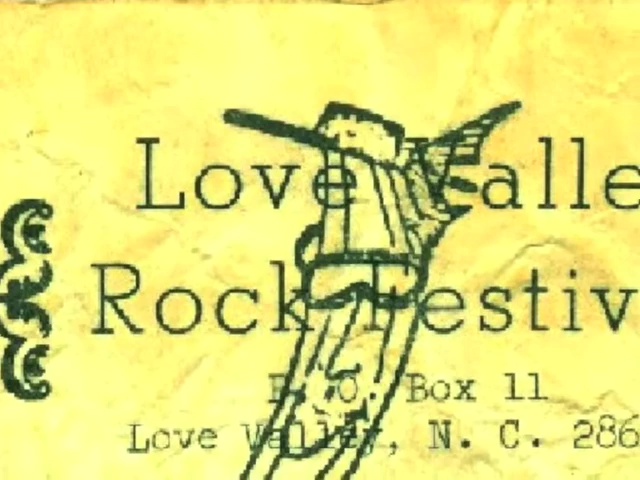 Love Valle
Rock Festiv
P. O. Box 11
Love Valley, N. C. 286